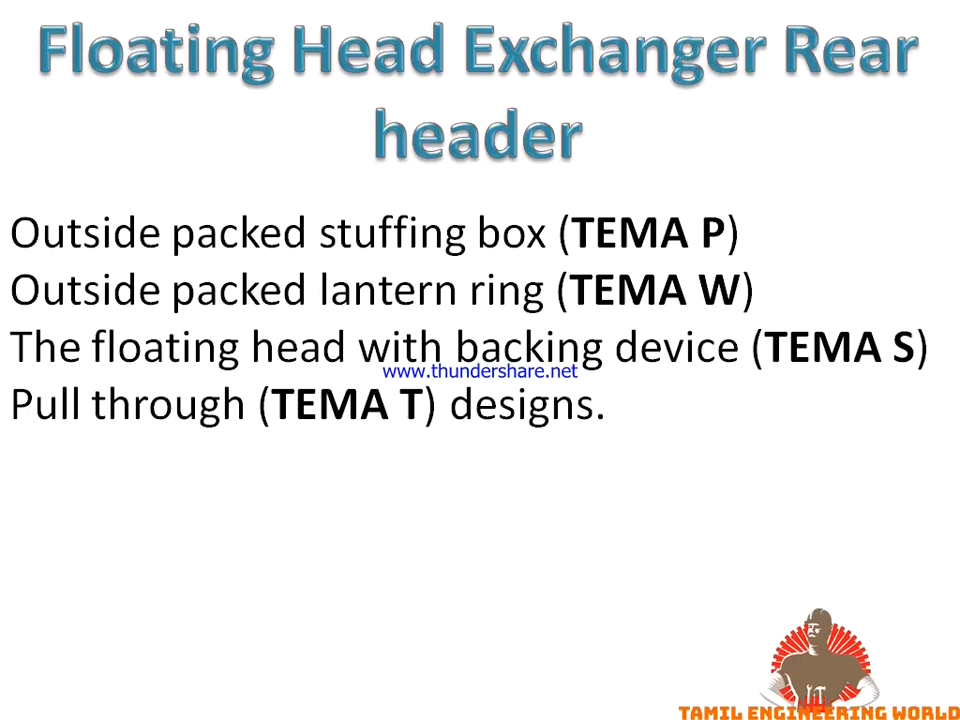 Floating Head Exchanger Rear
header
Outside packed stuffing box (TEMA P)
Outside packed lantern ring (TEMA W)
The floating head with backing device (TEMA S)
www.thundershare.net
Pull through (TEMA T) designs.
TAMIL ENGINEERING WORLD